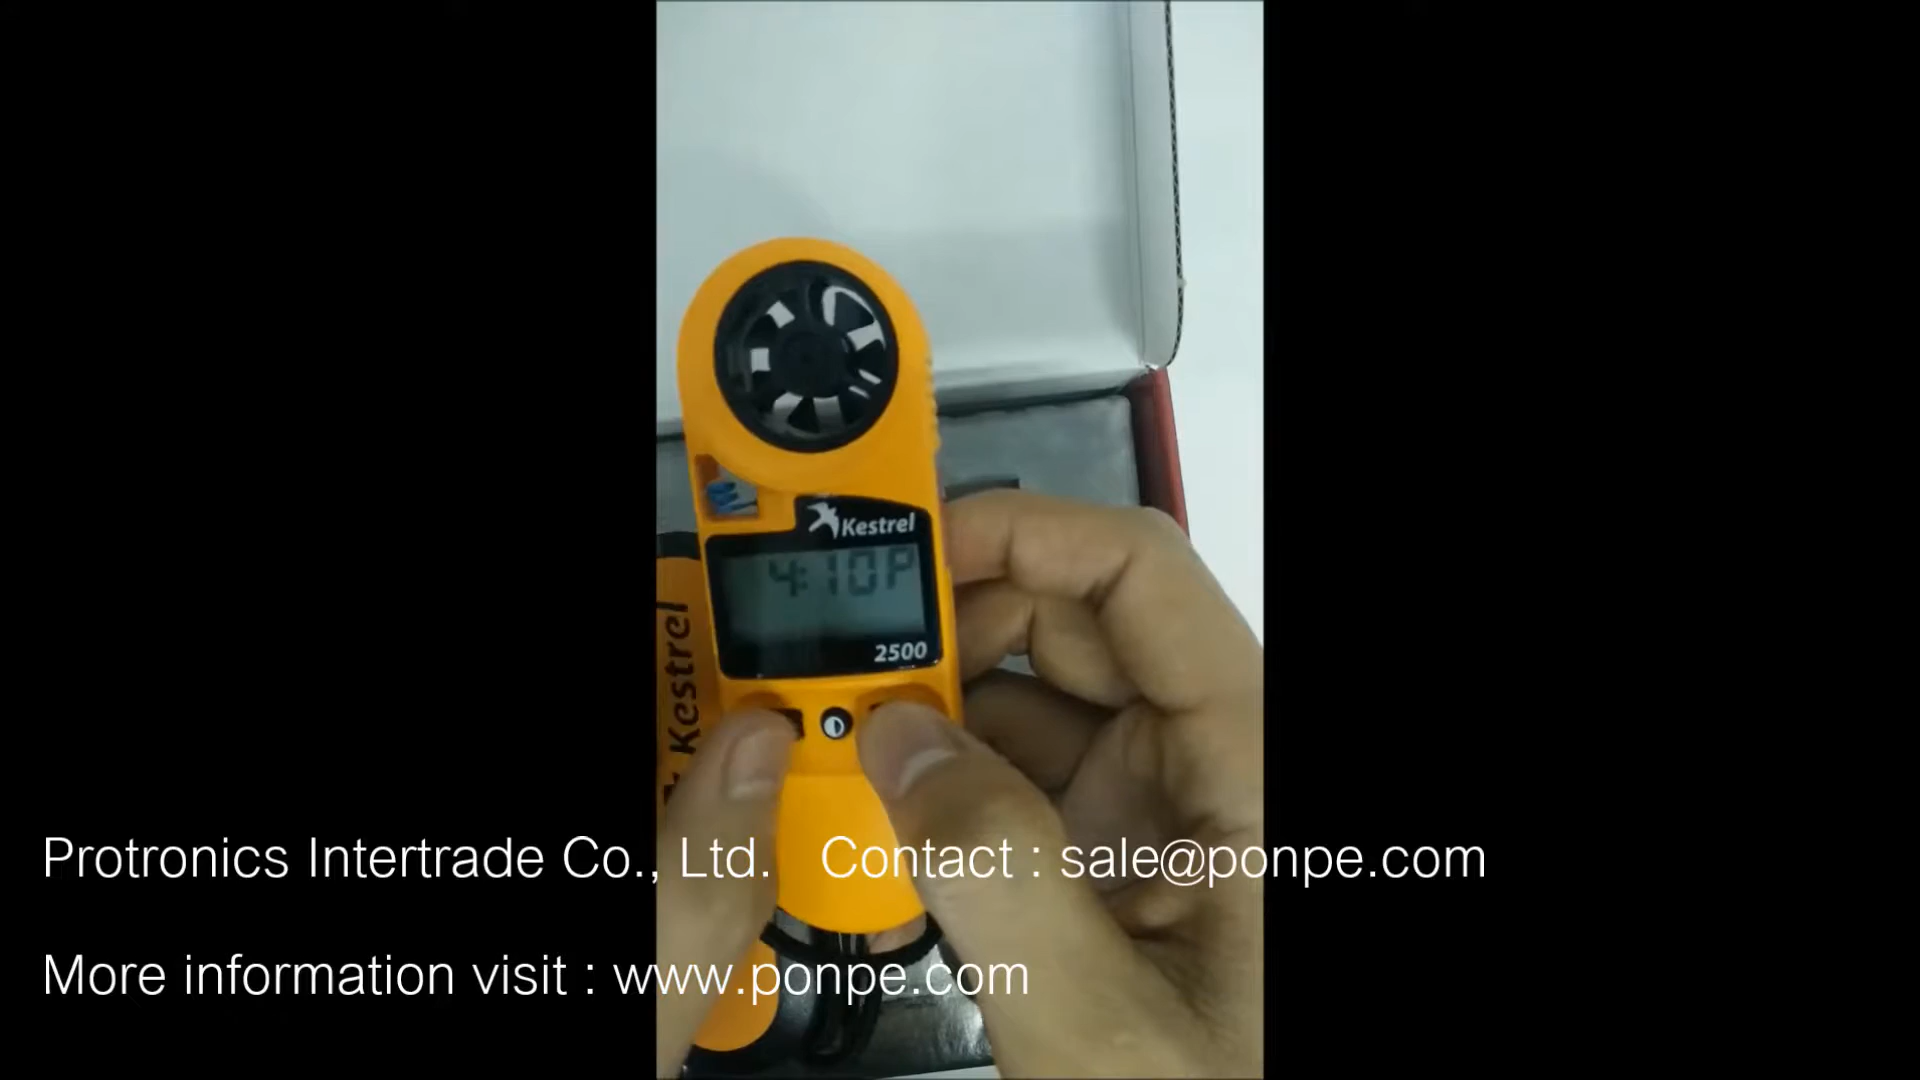 Kestrel
4:10P
2500
Kestrel
Protronics Intertrade Co., Ltd. Contact : sale@ponpe.com
More information visit : www.ponpe.com